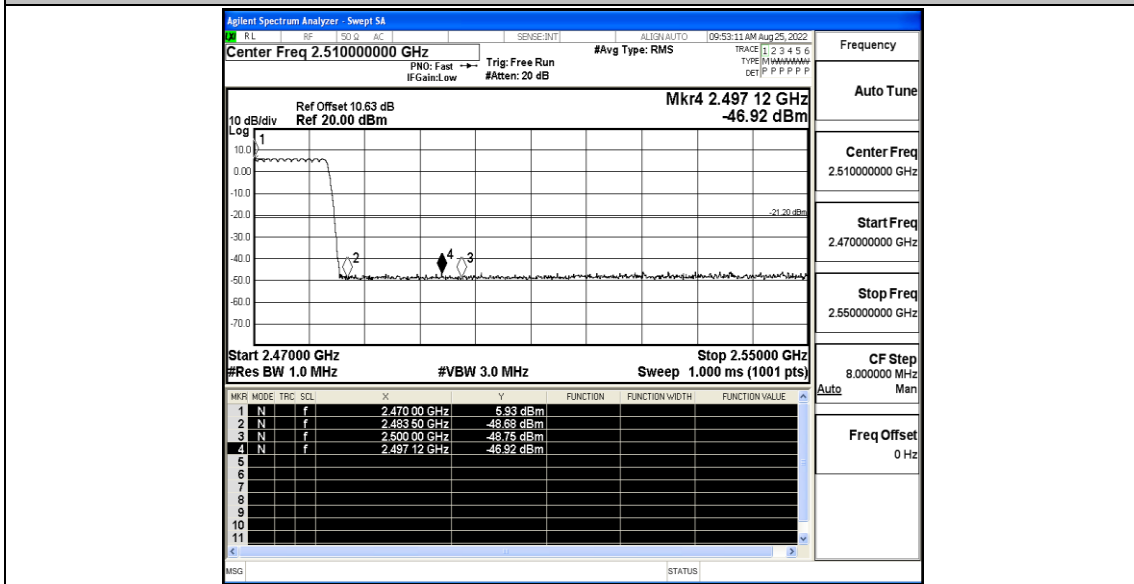 Agilent Spectrum Analyzer - Swept SA
RL RF 50 Ω AC SENSE:INT ALIGN AUTO 09:53:11 AM Aug 25, 2022
Center Freq 2.510000000 GHz #Avg Type: RMS TRACE 1 2 3 4 5 6
PNO: Fast Trig: Free Run TYPE M WWWWW
IFGain:Low #Atten: 20 dB DET P P P P P P
Mkr4 2.497 12 GHz
Ref Offset 10.63 dB
-46.92 dBm
10 dB/div Ref 20.00 dBm
Log
1
10.0
0.00
-10.0
-20.0
-21.20 dBm
-30.0
-40.0
2 4 3
-50.0
-60.0
-70.0
Start 2.47000 GHz Stop 2.55000 GHz
#Res BW 1.0 MHz #VBW 3.0 MHz Sweep 1.000 ms (1001 pts)
MKR MODE TRC SCL X Y FUNCTION FUNCTION WIDTH FUNCTION VALUE
1 N f 2.470 00 GHz 5.93 dBm
2 N f 2.483 50 GHz -48.68 dBm
3 N f 2.500 00 GHz -48.75 dBm
4 N f 2.497 12 GHz -46.92 dBm
5
6
7
8
9
10
11
MSG STATUS
Frequency
Auto Tune
Center Freq
2.510000000 GHz
Start Freq
2.470000000 GHz
Stop Freq
2.550000000 GHz
CF Step
8.000000 MHz
Auto Man
Freq Offset
0 Hz